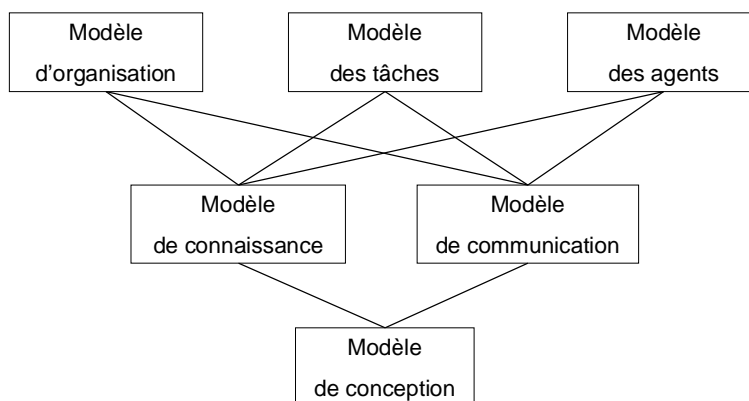 Modèle
d’organisation
Modèle
des tâches
Modèle
des agents
Modèle
de connaissance
Modèle
de communication
Modèle
de conception